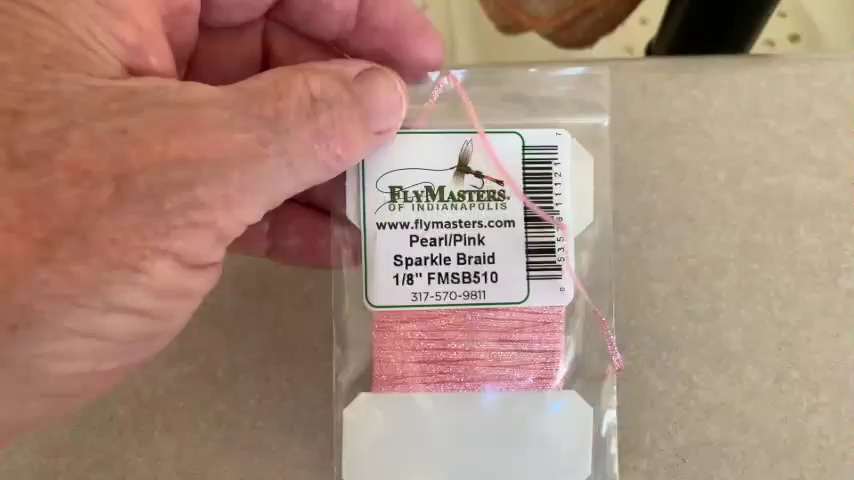 FLYMASTERS.
OF INDIANAPOLIS
www.flymasters.com
Pearl/Pink
Sparkle Braid
1/8" FMSB510
317-570-9811